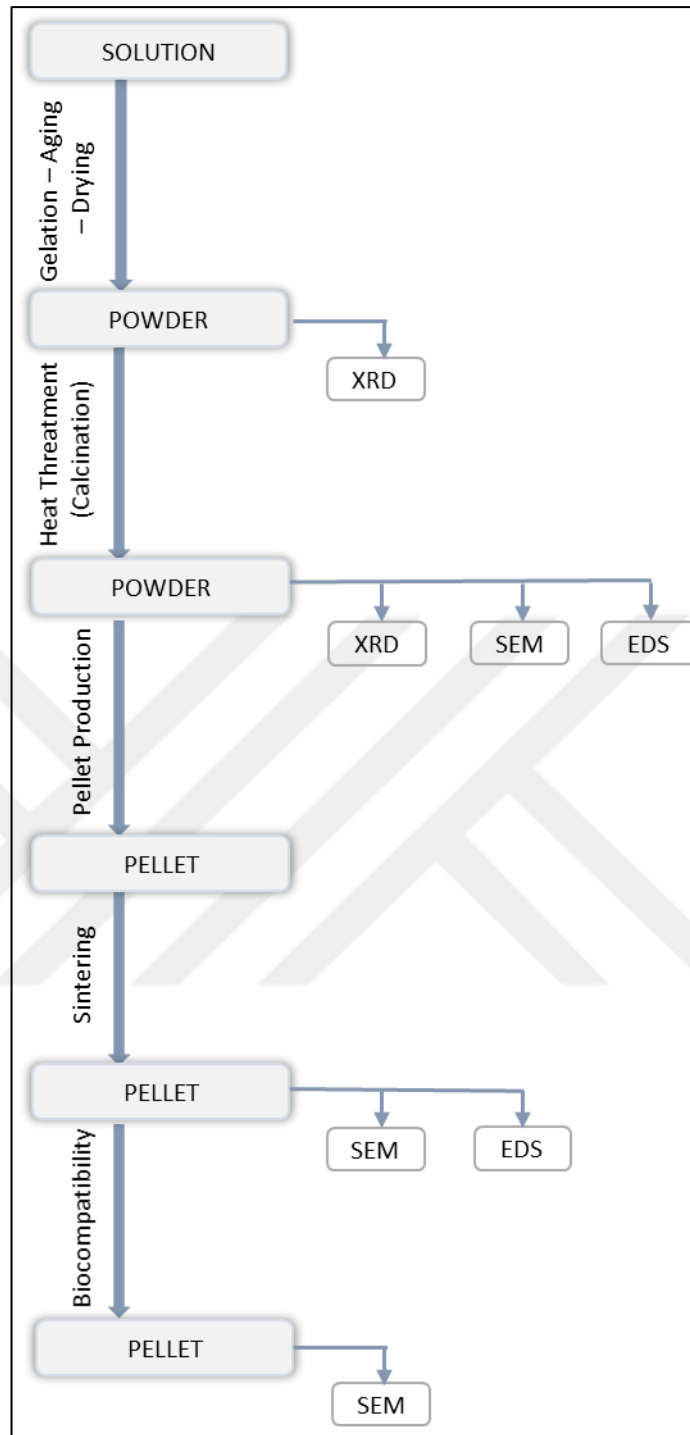 SOLUTION
Gelation – Aging
– Drying
POWDER
XRD
Heat Threatment
(Calcination)
POWDER
XRD
SEM
EDS
Pellet Production
PELLET
Sintering
PELLET
SEM
EDS
Biocompatibility
PELLET
SEM